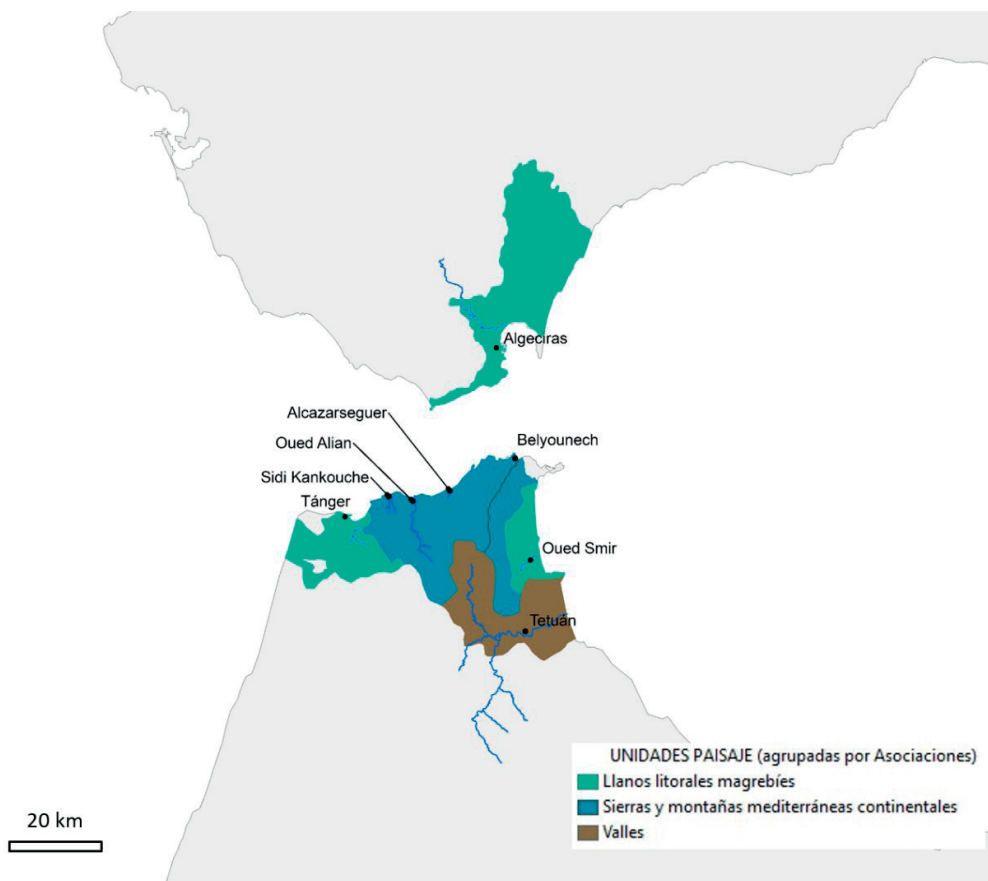 Algeciras
Alcazarseguer
Oued Alian
Belyounech
Sidi Kankouche
Tánger
Oued Smir
Tetuán
UNIDADES PAISAJE (agrupadas por Asociaciones)
Llanos litorales magrebíes
Sierras y montañas mediterráneas continentales
Valles
20 km